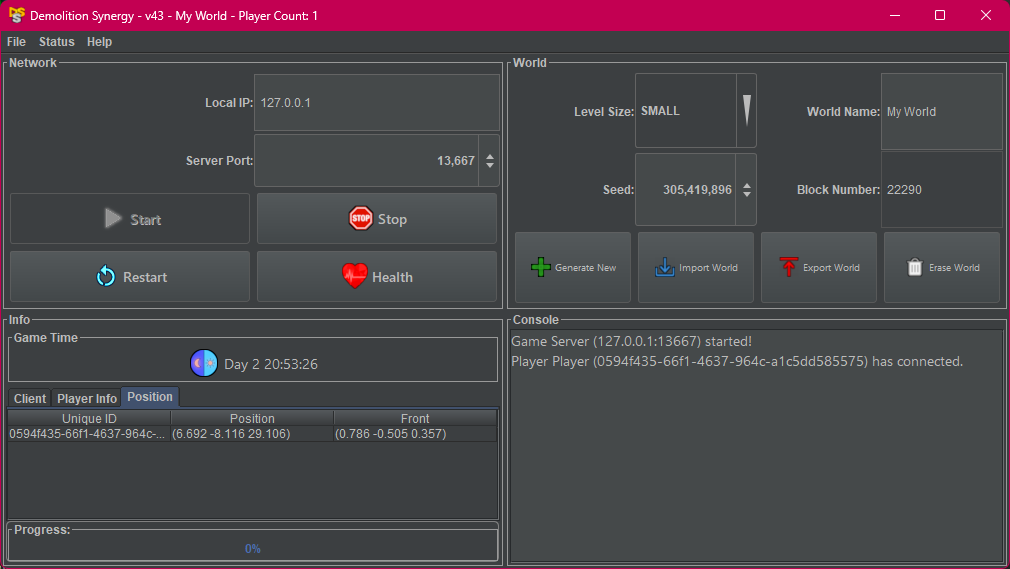 Demolition Synergy - v43 - My World - Player Count: 1
File Status Help
Network
Local IP: 127.0.0.1
Server Port: 13,667
Start
Stop
Restart
Health
World
Level Size: SMALL
World Name: My World
Seed: 305,419,896
Block Number: 22290
Generate New
Import World
Export World
Erase World
Info
Game Time
Day 2 20:53:26
Client Player Info Position
Unique ID Position Front
0594f435-66f1-4637-964c-... (6.692 -8.116 29.106) (0.786 -0.505 0.357)
Progress:
0%
Console
Game Server (127.0.0.1:13667) started!
Player Player (0594f435-66f1-4637-964c-a1c5dd585575) has connected.